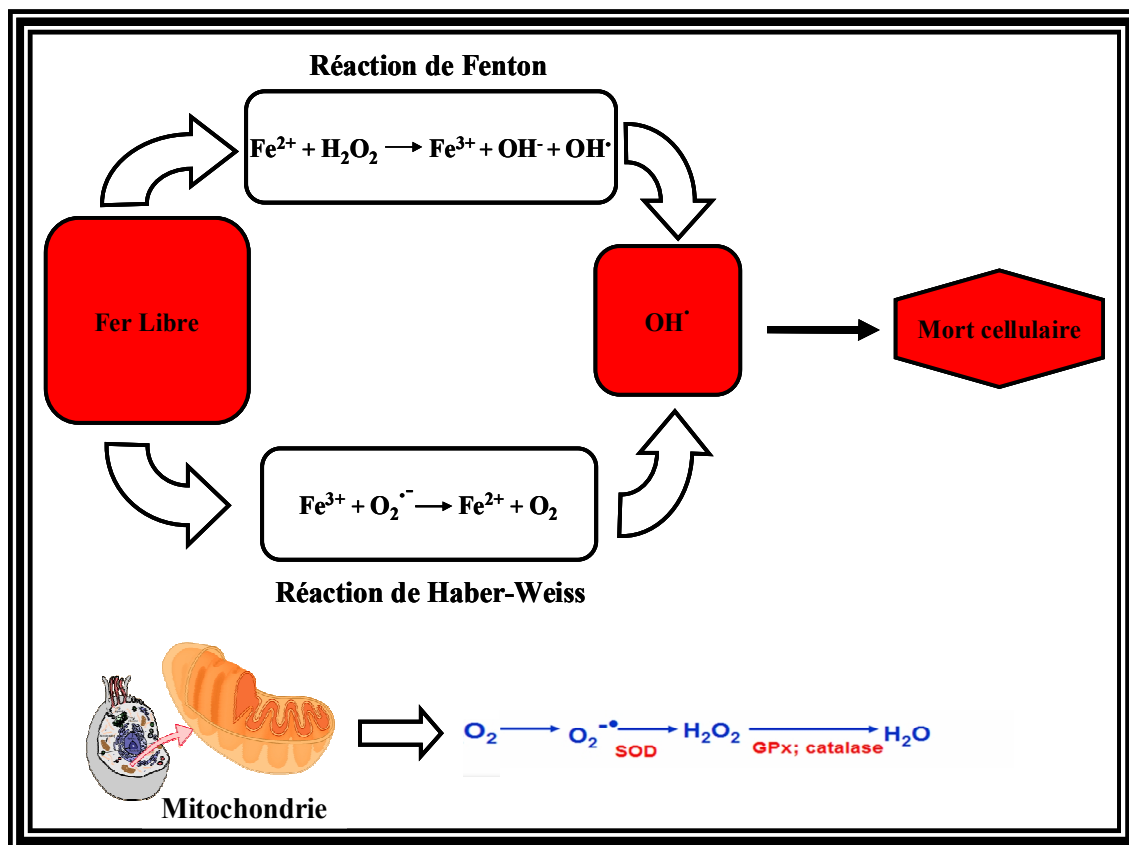 Réaction de Fenton
Fe²⁺ + H₂O₂ → Fe³⁺ + OH⁻ + OH˙
Fer Libre
OH˙
Mort cellulaire
Fe³⁺ + O₂˙⁻ → Fe²⁺ + O₂
Réaction de Haber-Weiss
O₂ → O₂⁻• → H₂O₂ → H₂O
SOD GPx; catalase
Mitochondrie